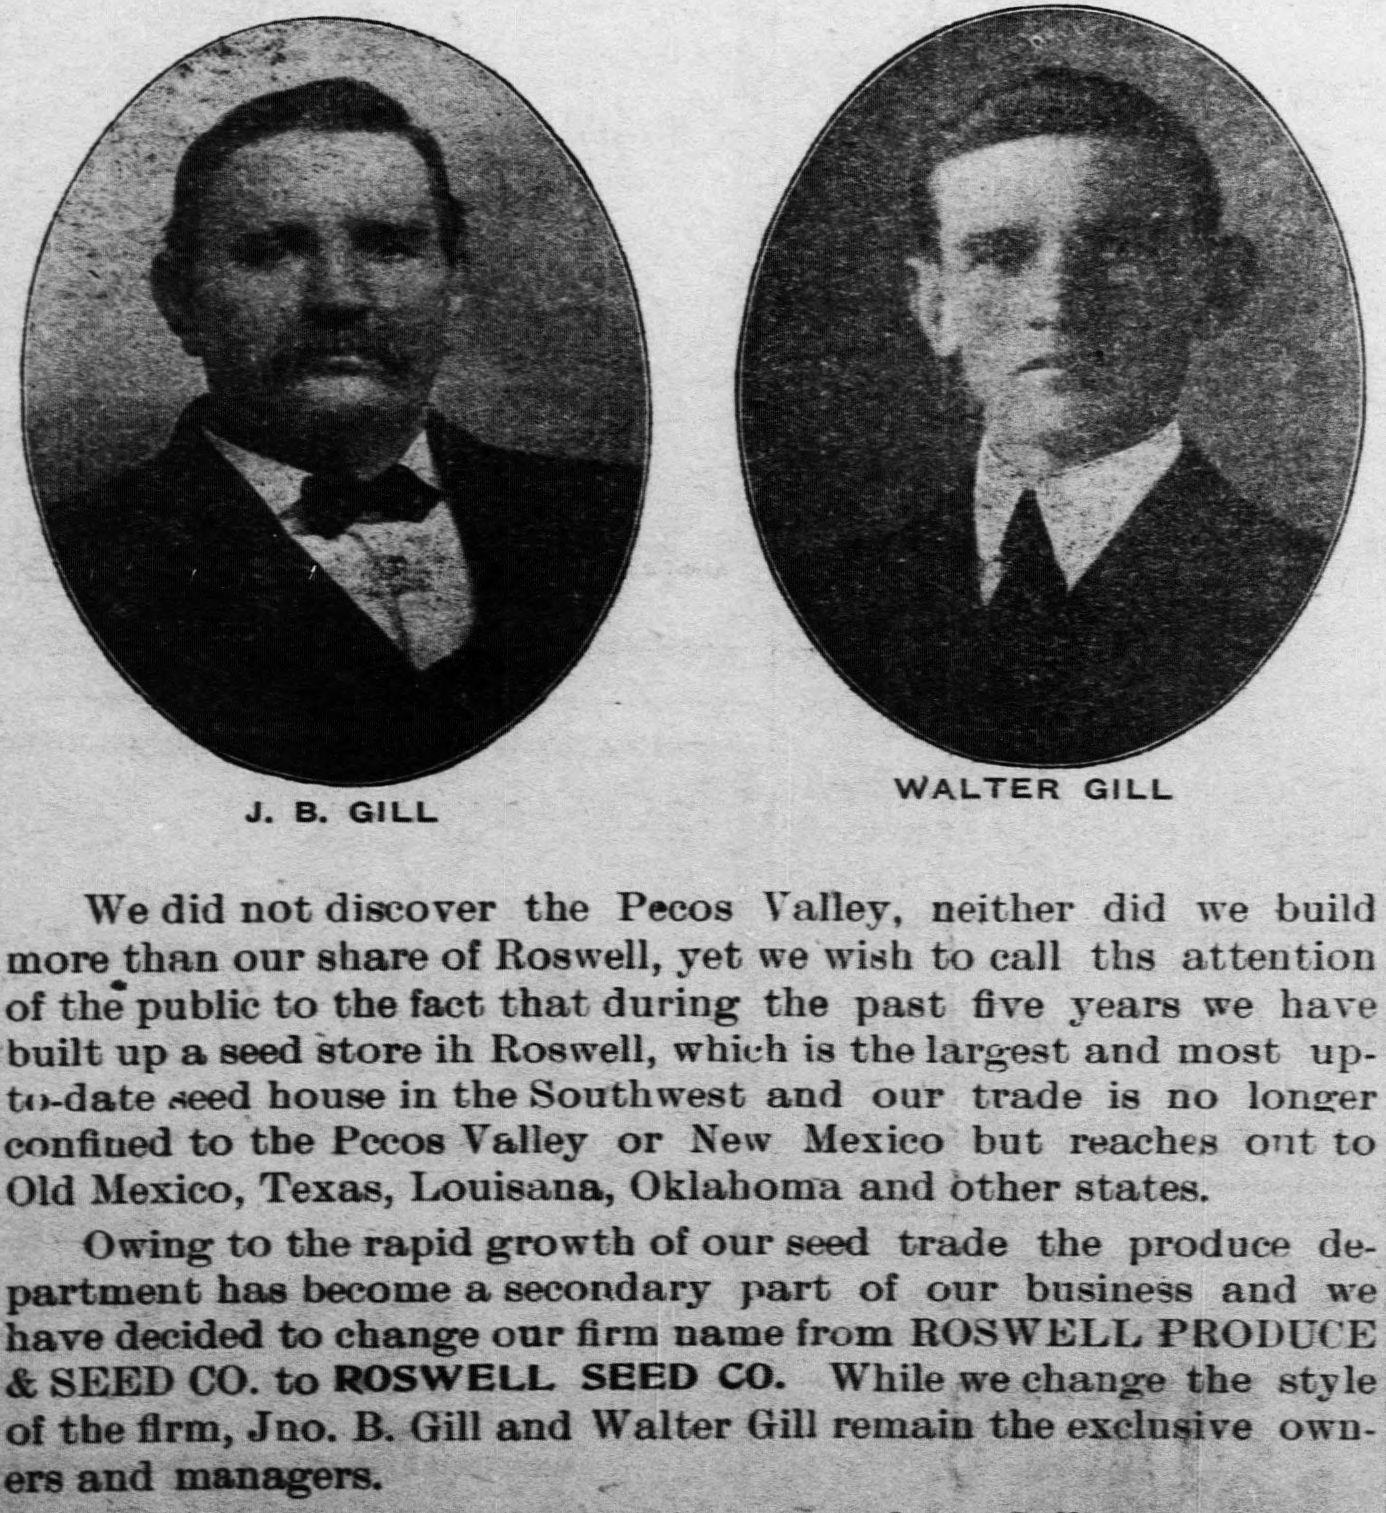 J. B. GILL
WALTER GILL
We did not discover the Pecos Valley, neither did we build
more than our share of Roswell, yet we wish to call ths attention
of the public to the fact that during the past five years we have
built up a seed store ih Roswell, which is the largest and most up-
to-date seed house in the Southwest and our trade is no longer
confiued to the Pccos Valley or New Mexico but reaches ont to
Old Mexico, Texas, Louisana, Oklahoma and other states.
Owing to the rapid growth of our seed trade the produce de-
partment has become a secondary part of our business and we
have decided to change our firm name from ROSWELL PRODUCE
& SEED CO. to ROSWELL SEED CO. While we change the style
of the firm, Jno. B. Gill and Walter Gill remain the exclusive own-
ers and managers.